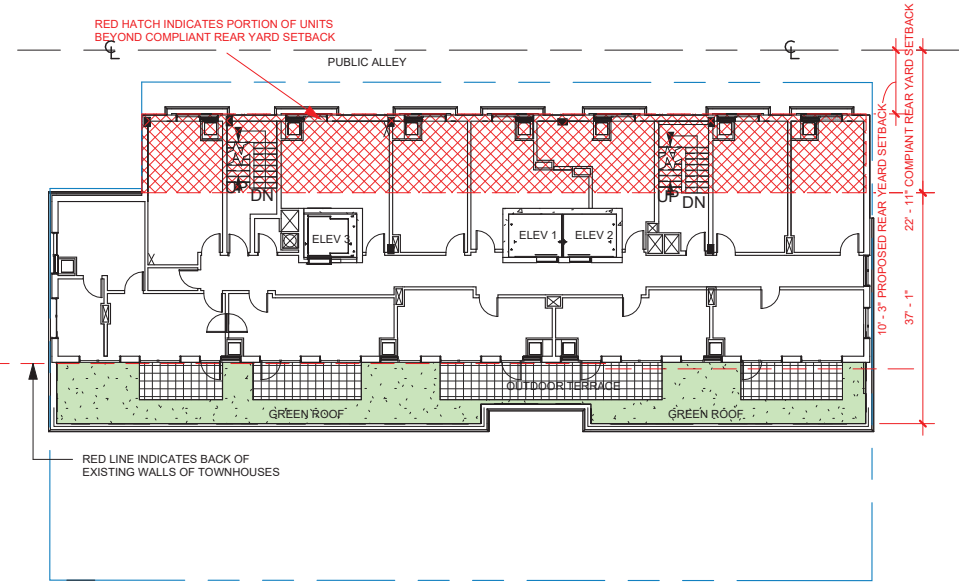 RED HATCH INDICATES PORTION OF UNITS
BEYOND COMPLIANT REAR YARD SETBACK
PUBLIC ALLEY
UP
DN
UP
DN
ELEV 3
ELEV 1
ELEV 2
OUTDOOR TERRACE
GREEN ROOF
GREEN ROOF
RED LINE INDICATES BACK OF
EXISTING WALLS OF TOWNHOUSES
10' - 3" PROPOSED REAR YEARD SETBACK
22' - 11" COMPIANT REAR YARD SETBACK
37' - 1"